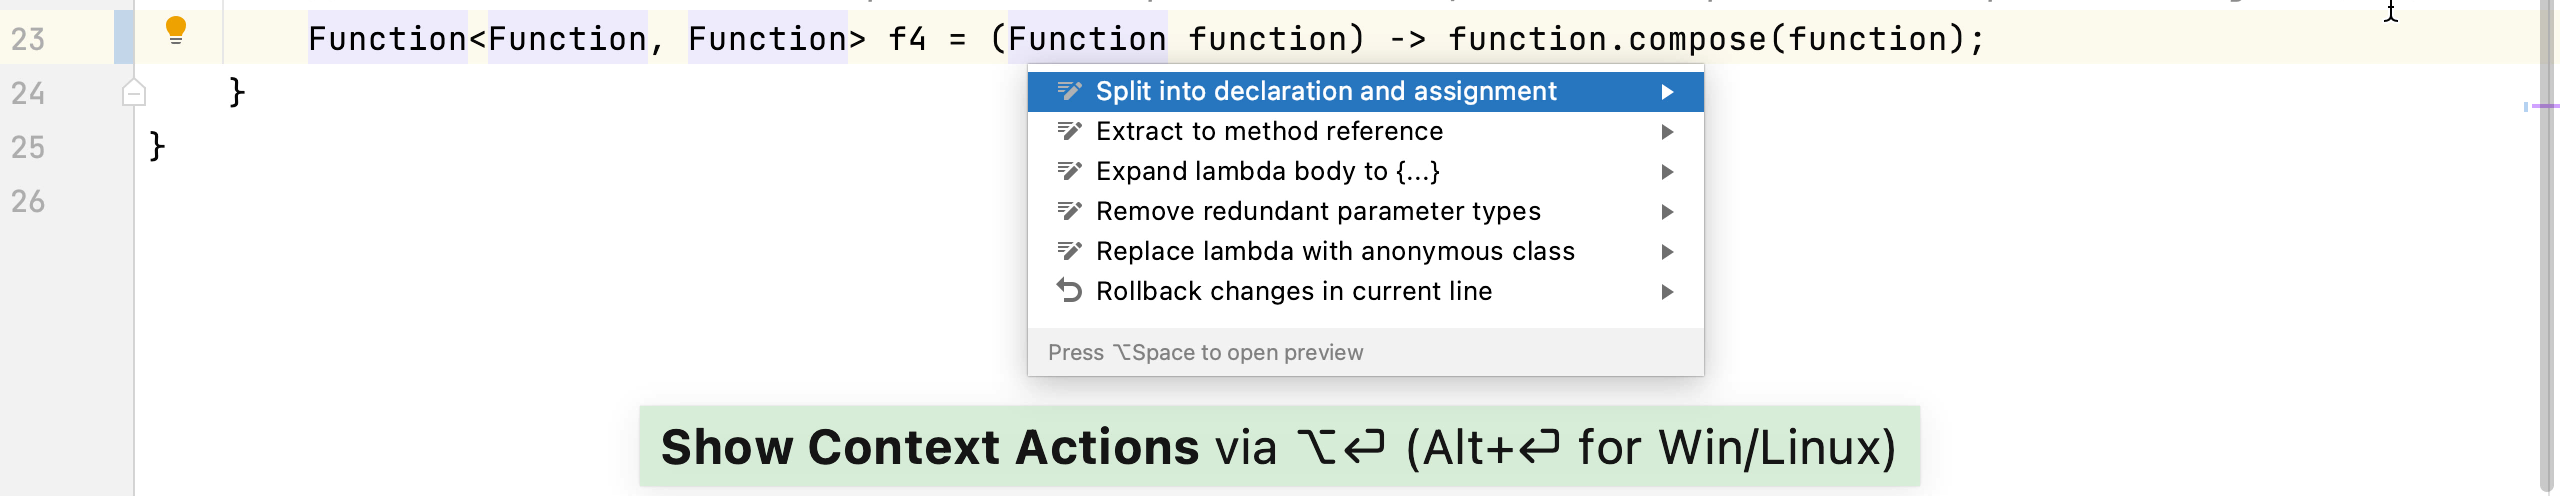 23 Function<Function, Function> f4 = (Function function) -> function.compose(function);
24 }
25 }
26
Split into declaration and assignment
Extract to method reference
Expand lambda body to {...}
Remove redundant parameter types
Replace lambda with anonymous class
Rollback changes in current line
Press ⌥Space to open preview
Show Context Actions via ⌥⏎ (Alt+⏎ for Win/Linux)